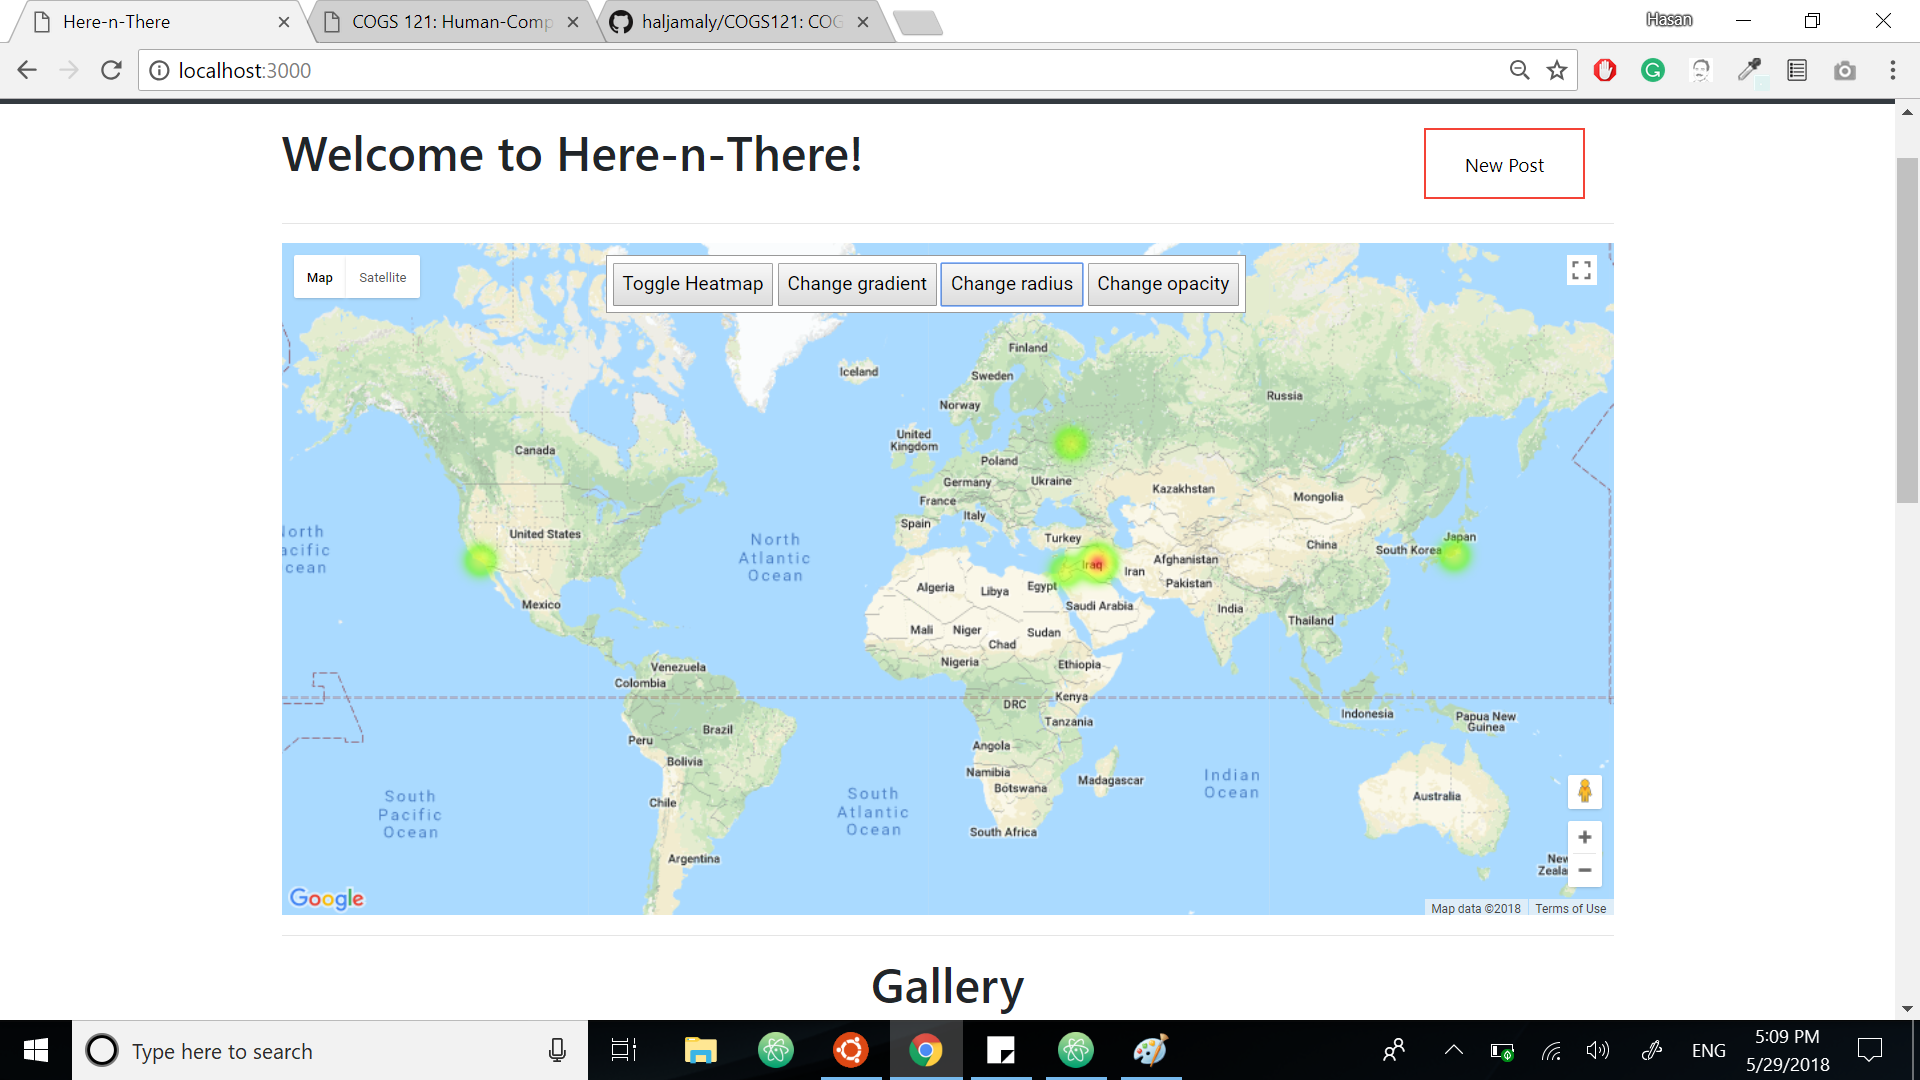 Here-n-There
COGS 121: Human-Comp
haljamaly/COGS121: COG
Hasan
localhost:3000
Welcome to Here-n-There!
New Post
Map
Satellite
Toggle Heatmap
Change gradient
Change radius
Change opacity
Finland
Iceland
Sweden
Russia
Norway
United
Kingdom
Canada
Poland
Germany
Ukraine
Kazakhstan
France
Mongolia
Italy
Spain
United States
Turkey
Japan
China
South Korea
North
Atlantic
Ocean
orth
acific
cean
Iraq
Afghanistan
Iran
Pakistan
Algeria
Libya
Egypt
Mexico
Saudi Arabia
India
Thailand
Mali
Niger
Sudan
Chad
Nigeria
Ethiopia
Venezuela
Colombia
Kenya
DRC
Indonesia
Papua New
Guinea
Tanzania
Brazil
Peru
Angola
Bolivia
Namibia
Madagascar
Botswana
Indian
Ocean
South
Pacific
Ocean
Chile
South
Atlantic
Ocean
Australia
South Africa
Argentina
New
Zeala
Google
Map data ©2018
Terms of Use
Gallery
Type here to search
ENG
5:09 PM
5/29/2018